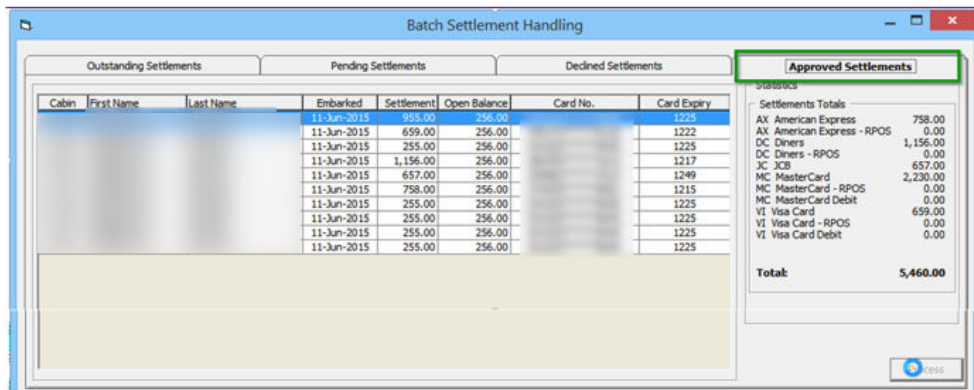 Batch Settlement Handling
Outstanding Settlements Pending Settlements Declined Settlements Approved Settlements
Statistics
Cabin First Name Last Name Embarked Settlement Open Balance Card No. Card Expiry
Settlements Totals
11-Jun-2015 955.00 256.00 1225
11-Jun-2015 659.00 256.00 1222
11-Jun-2015 255.00 256.00 1225
11-Jun-2015 1,156.00 256.00 1217
11-Jun-2015 657.00 256.00 1249
11-Jun-2015 758.00 256.00 1215
11-Jun-2015 255.00 256.00 1225
11-Jun-2015 255.00 256.00 1225
11-Jun-2015 255.00 256.00 1225
11-Jun-2015 255.00 256.00 1225
AX American Express 758.00
AX American Express - RPOS 0.00
DC Diners 1,156.00
DC Diners - RPOS 0.00
JC JCB 657.00
MC MasterCard 2,230.00
MC MasterCard - RPOS 0.00
MC MasterCard Debit 0.00
VI Visa Card 659.00
VI Visa Card - RPOS 0.00
VI Visa Card Debit 0.00
Total: 5,460.00